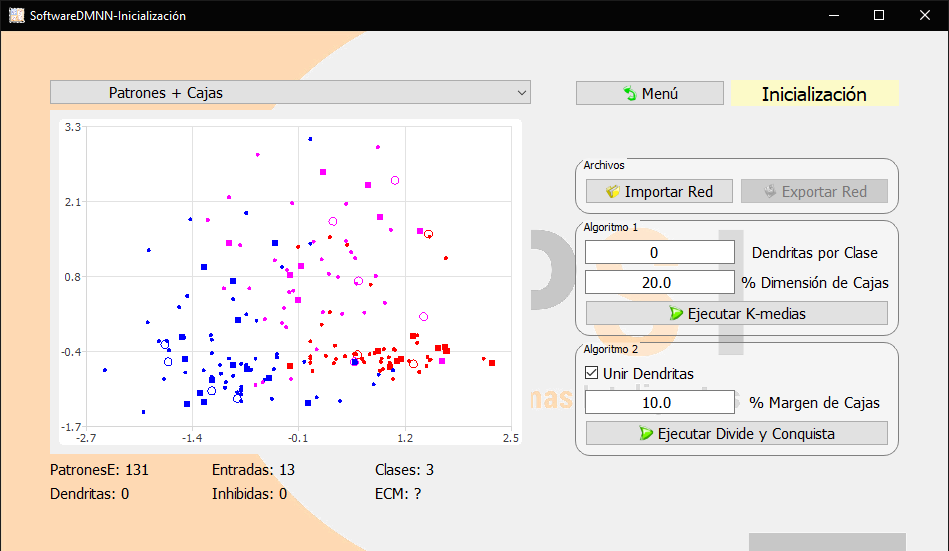 SoftwareDMNN-Inicialización
Patrones + Cajas
Menú
Inicialización
3.3
2.1
0.8
-0.4
-1.7
-2.7
-1.4
-0.1
1.2
2.5
Archivos
Importar Red
Exportar Red
Algoritmo 1
0
Dendritas por Clase
20.0
% Dimensión de Cajas
Ejecutar K-medias
Algoritmo 2
Unir Dendritas
10.0
% Margen de Cajas
Ejecutar Divide y Conquista
PatronesE: 131
Entradas: 13
Clases: 3
Dendritas: 0
Inhibidas: 0
ECM: ?